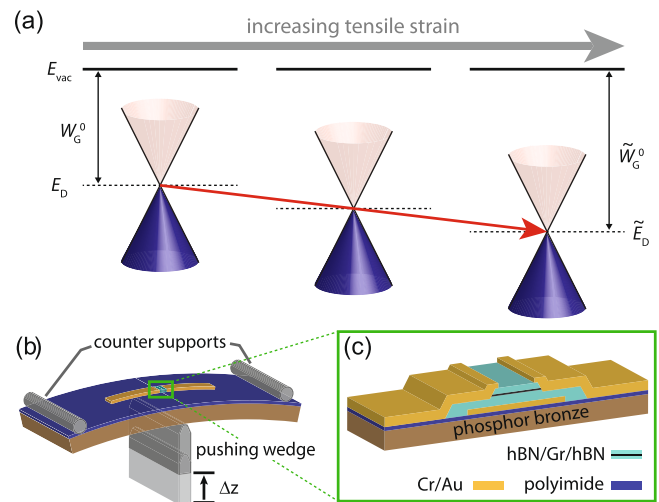 (a)
increasing tensile strain
E_vac
W_G^0
W̃_G^0
E_D
Ẽ_D
(b)
counter supports
pushing wedge
Δz
(c)
phosphor bronze
hBN/Gr/hBN
Cr/Au
polyimide